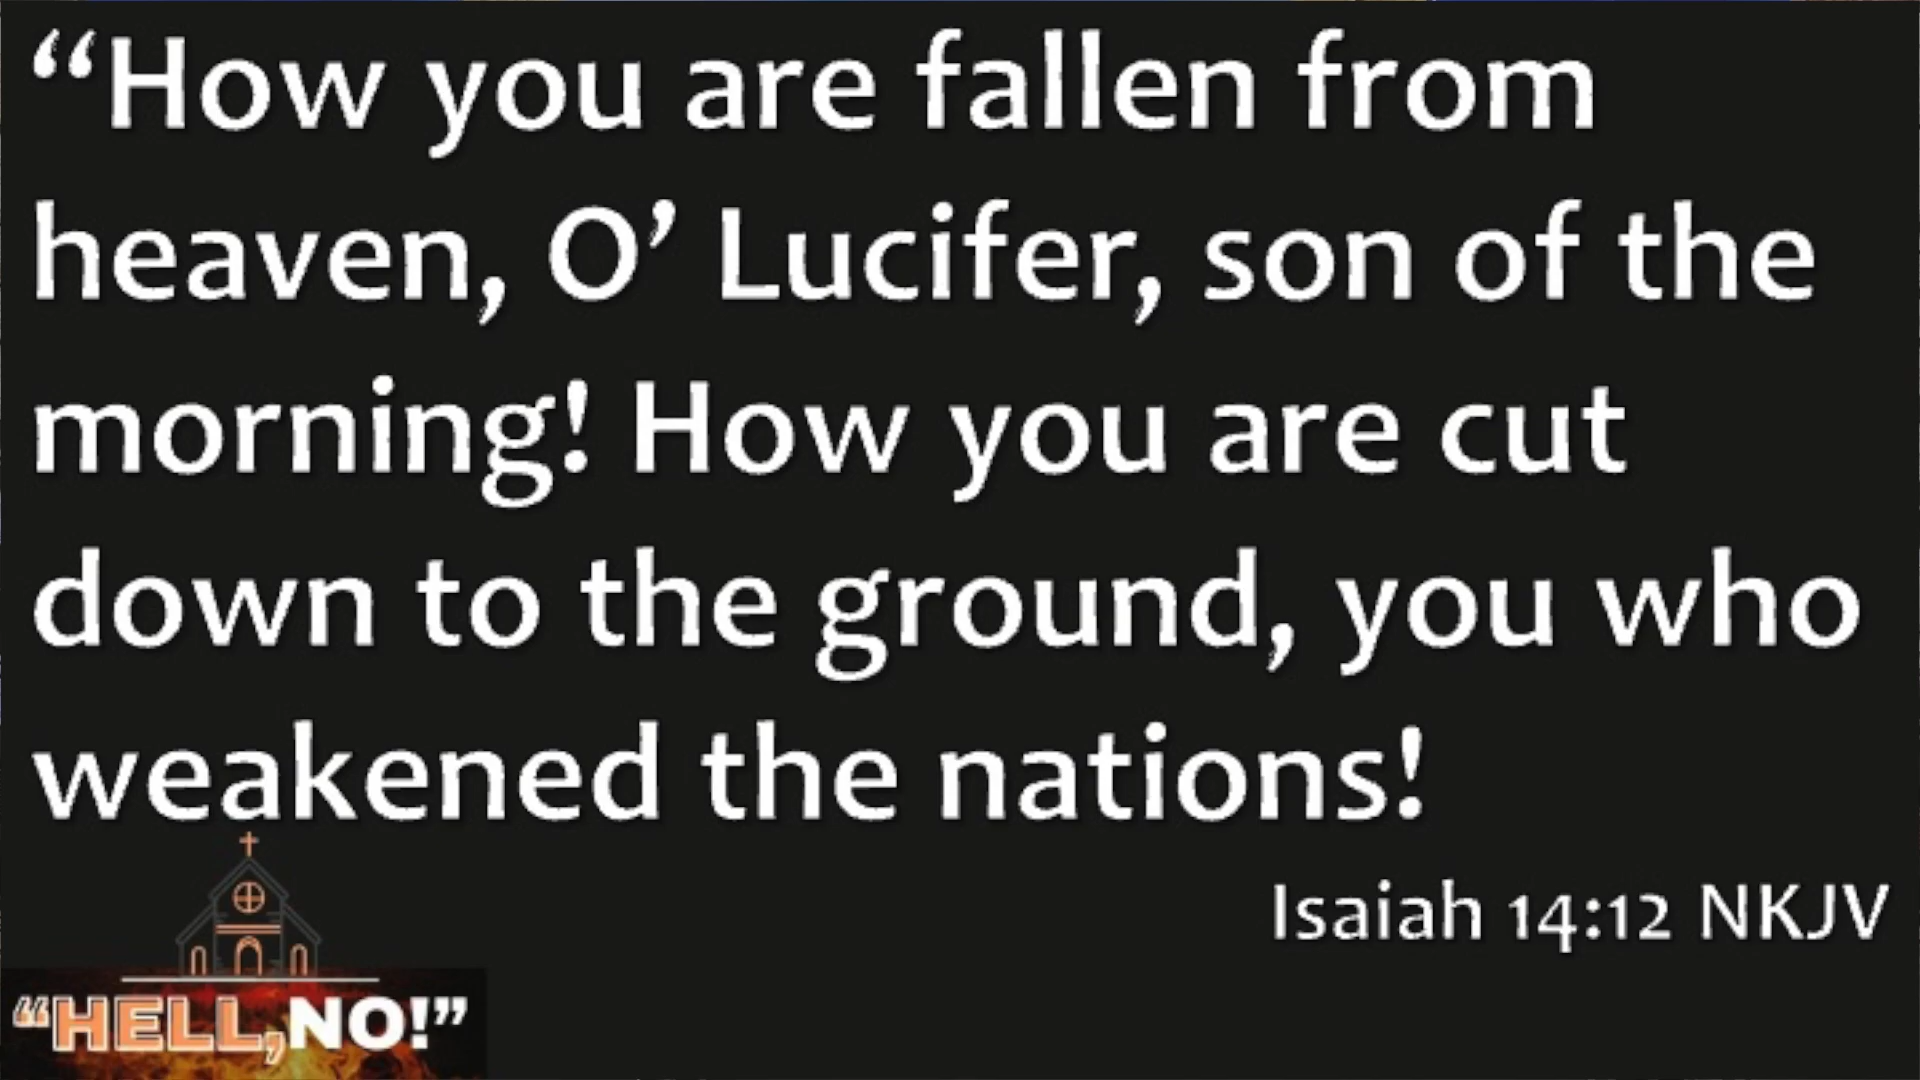 “How you are fallen from
heaven, O’ Lucifer, son of the
morning! How you are cut
down to the ground, you who
weakened the nations!
Isaiah 14:12 NKJV
“HELL,NO!”